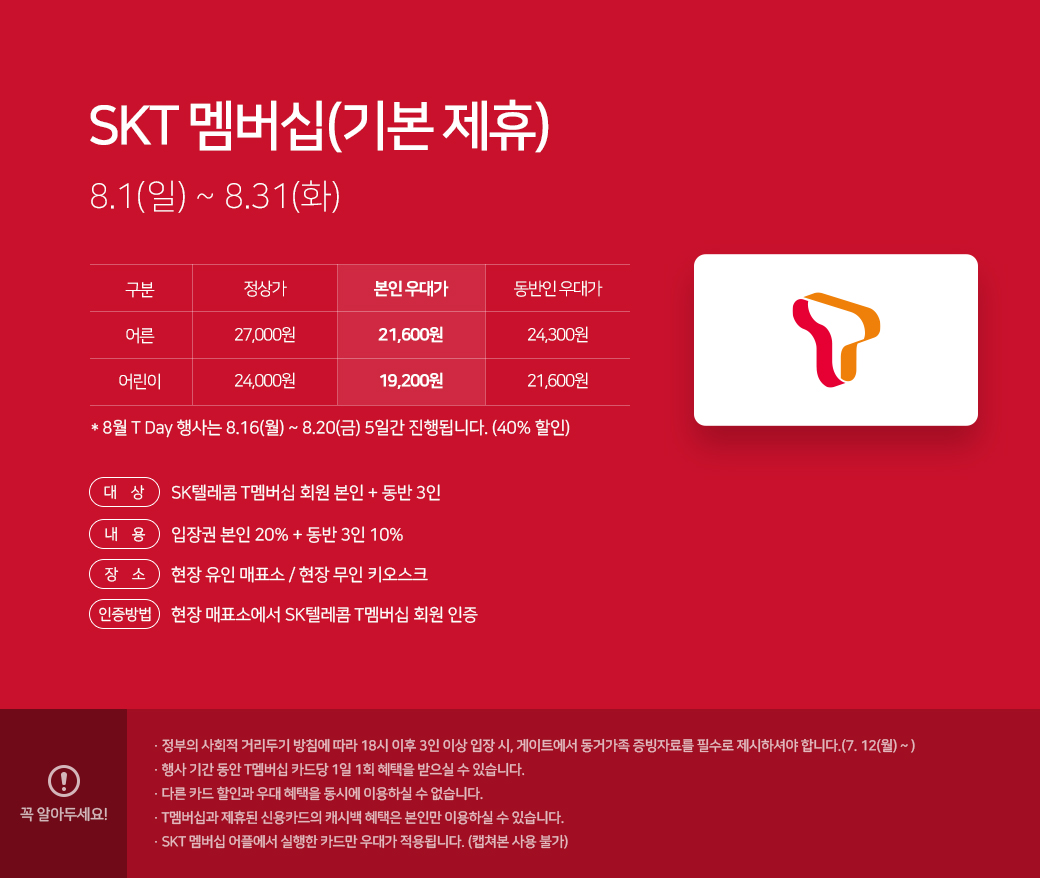 SKT 멤버십(기본 제휴)
8.1(일) ~ 8.31(화)
구분 정상가 본인 우대가 동반인 우대가
어른 27,000원 21,600원 24,300원
어린이 24,000원 19,200원 21,600원
* 8월 T Day 행사는 8.16(월) ~ 8.20(금) 5일간 진행됩니다. (40% 할인)
대 상 SK텔레콤 T멤버십 회원 본인 + 동반 3인
내 용 입장권 본인 20% + 동반 3인 10%
장 소 현장 유인 매표소 / 현장 무인 키오스크
인증방법 현장 매표소에서 SK텔레콤 T멤버십 회원 인증
꼭 알아두세요!
· 정부의 사회적 거리두기 방침에 따라 18시 이후 3인 이상 입장 시, 게이트에서 동거가족 증빙자료를 필수로 제시하셔야 합니다.(7. 12(월) ~ )
· 행사 기간 동안 T멤버십 카드당 1일 1회 혜택을 받으실 수 있습니다.
· 다른 카드 할인과 우대 혜택을 동시에 이용하실 수 없습니다.
· T멤버십과 제휴된 신용카드의 캐시백 혜택은 본인만 이용하실 수 있습니다.
· SKT 멤버십 어플에서 실행한 카드만 우대가 적용됩니다. (캡쳐본 사용 불가)